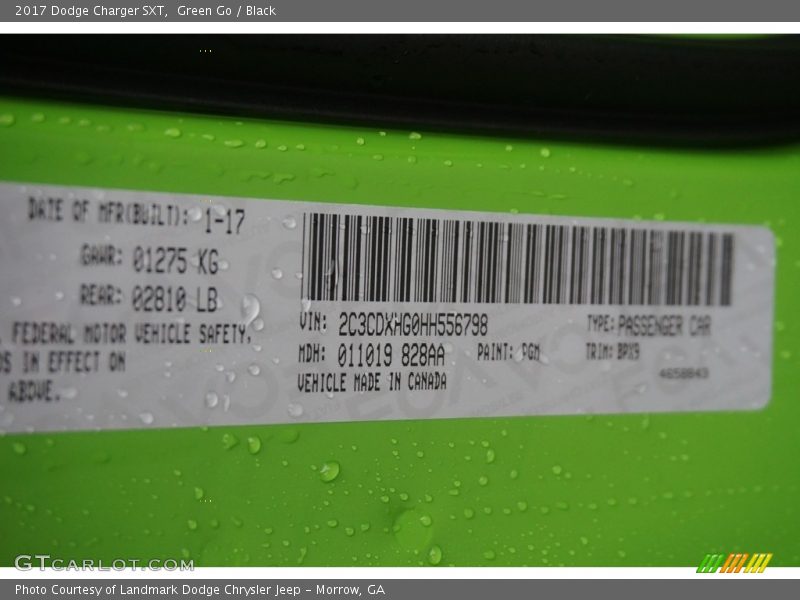 2017 Dodge Charger SXT, Green Go / Black
DATE OF MFR(BUILT): 1-17
GAWR: 01275 KG
REAR: 02810 LB
FEDERAL MOTOR VEHICLE SAFETY,
DS IN EFFECT ON
ABOVE.
VIN: 2C3CDXHG0HH556798
TYPE: PASSENGER CAR
MDH: 011019 828AA
PAINT: PGM
TRIM: BPX9
VEHICLE MADE IN CANADA
4658843
GTCARLOT.COM
Photo Courtesy of Landmark Dodge Chrysler Jeep – Morrow, GA